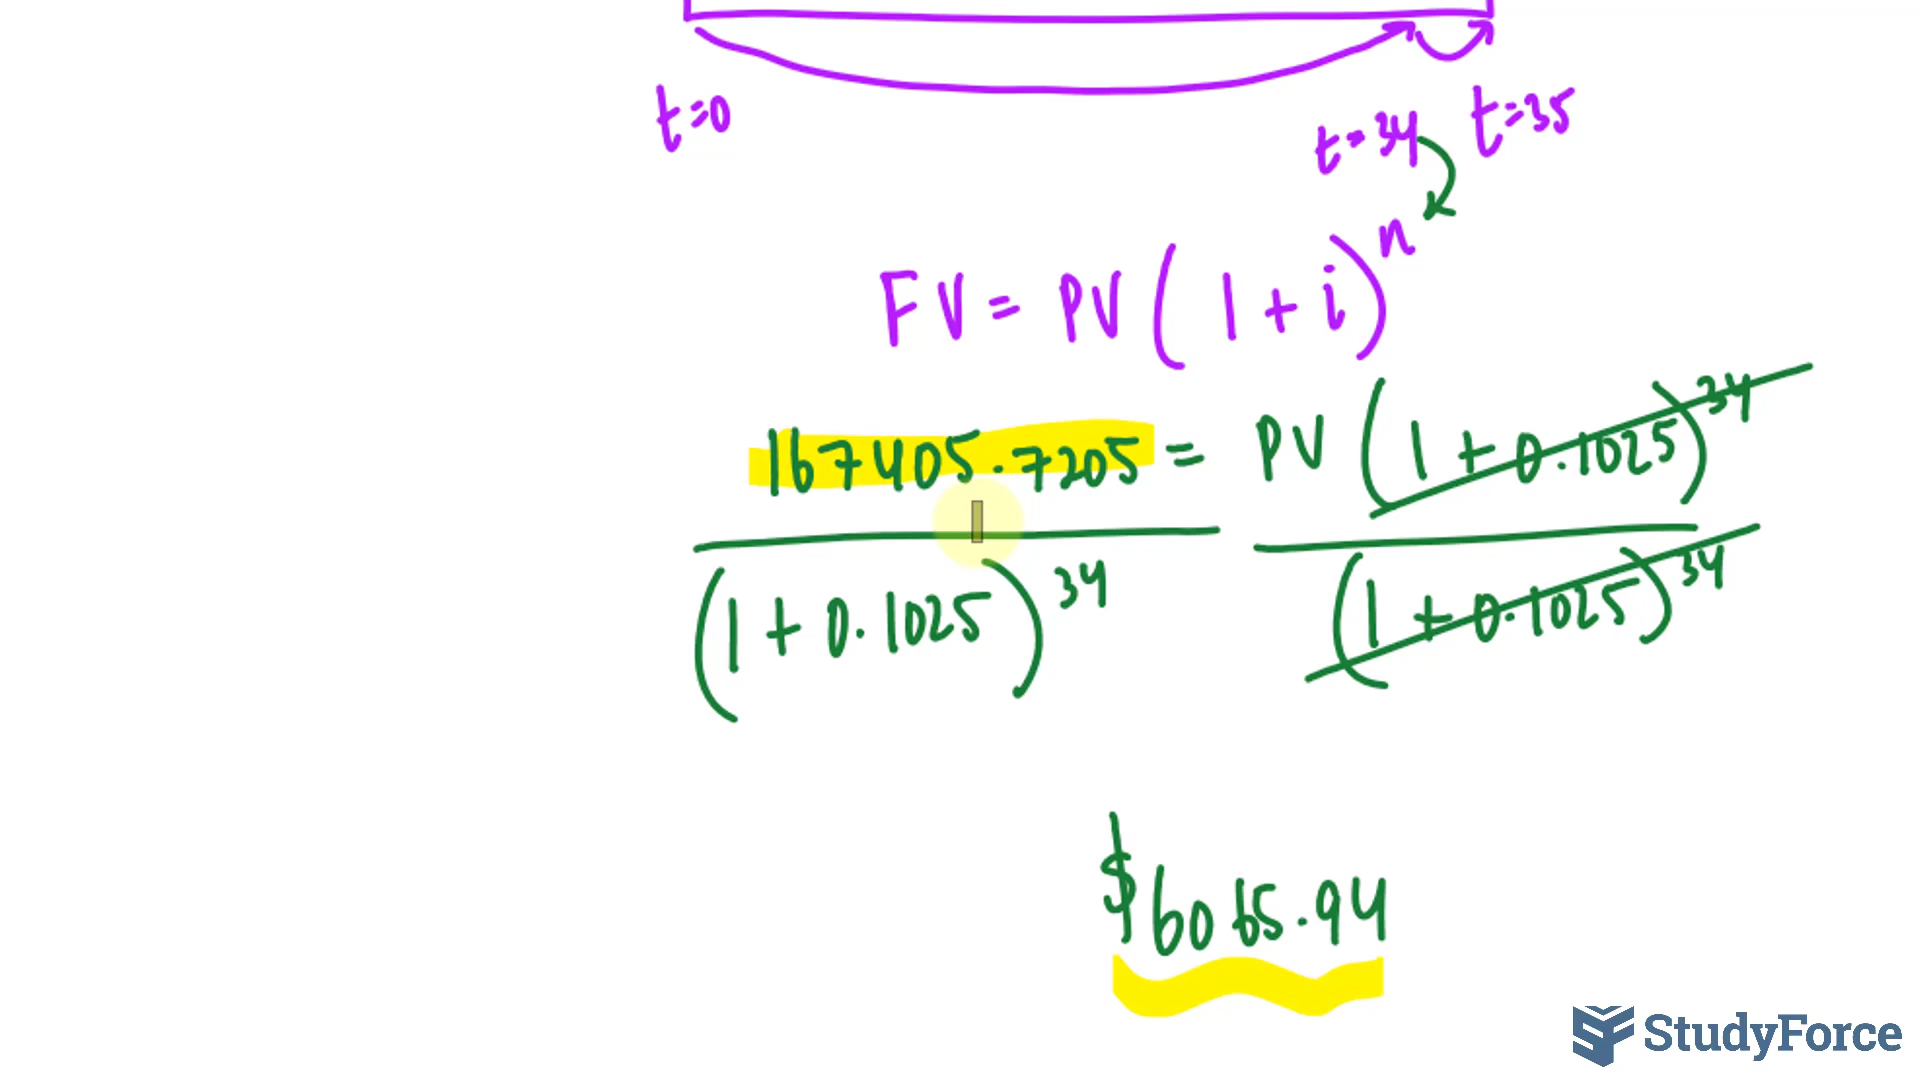 t=0
t=34
t=35
FV = PV(1 + i)^n
167405.7205 = PV(1 + 0.1025)^34
(1 + 0.1025)^34 (1 + 0.1025)^34
$6065.94
StudyForce